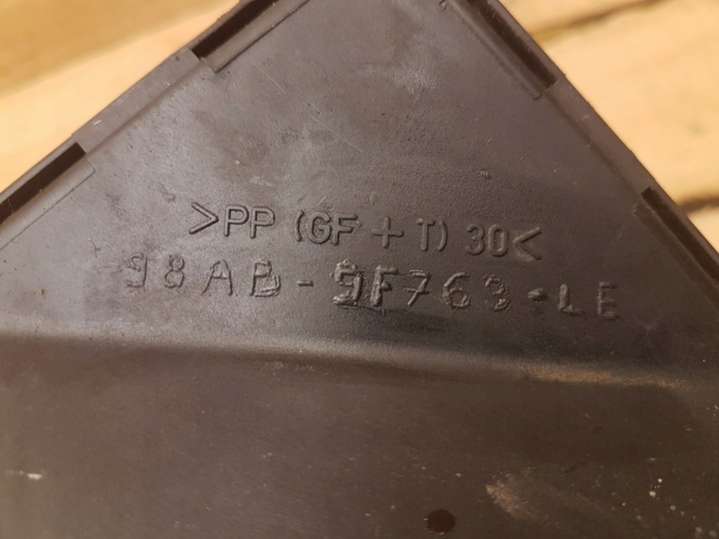 >PP (GF + T) 30<
98AB-9F763-LE